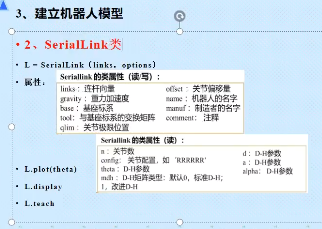 3、建立机器人模型
• 2、SerialLink类
• L = SerialLink（links，options）
• 属性：
Seriallink 的类属性（读/写）：
links：连杆向量
gravity：重力加速度
base：基座标系
tool：与基座标系的变换矩阵
qlim：关节极限位置
offset：关节偏移量
name：机器人的名字
manuf：制造者的名字
comment：注释
Seriallink 的类属性（读）：
n：关节数
config：关节配置，如‘RRRRRR’
theta：D-H参数
mdh：D-H矩阵类型：默认0，标准D-H；
1，改进D-H
d：D-H参数
a：D-H参数
alpha：D-H参数
• L.plot(theta)
• L.display
• L.teach